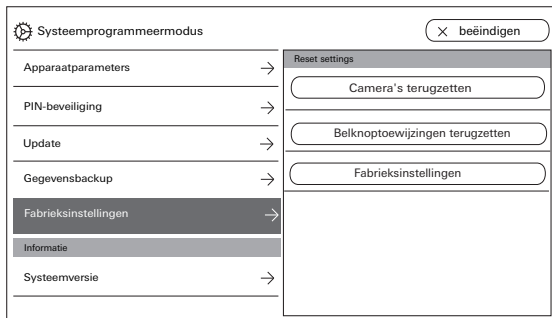 Systeemprogrammeermodus
× beëindigen
Apparaatparameters
PIN-beveiliging
Update
Gegevensbackup
Fabrieksinstellingen
Informatie
Systeemversie
Reset settings
Camera's terugzetten
Belknoptoewijzingen terugzetten
Fabrieksinstellingen